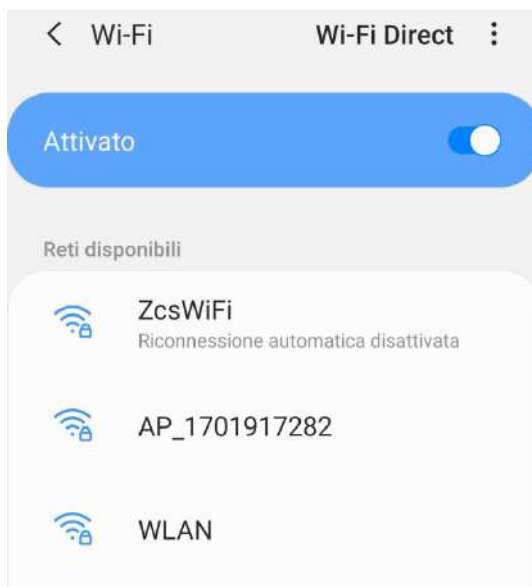 Wi-Fi Wi-Fi Direct
Attivato
Reti disponibili
ZcsWiFi
Riconnessione automatica disattivata
AP_1701917282
WLAN